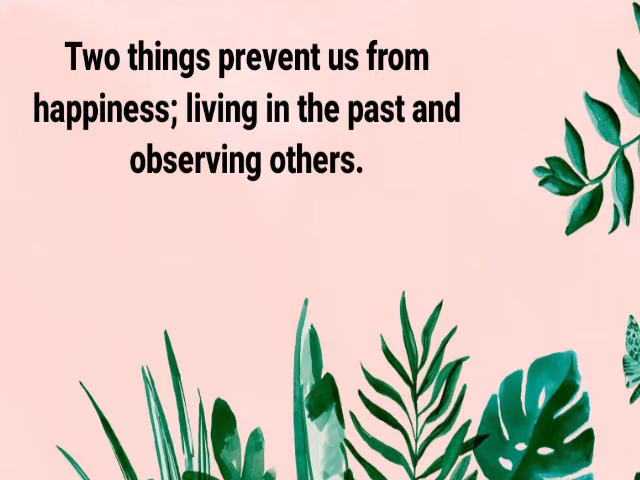 Two things prevent us from
happiness; living in the past and
observing others.